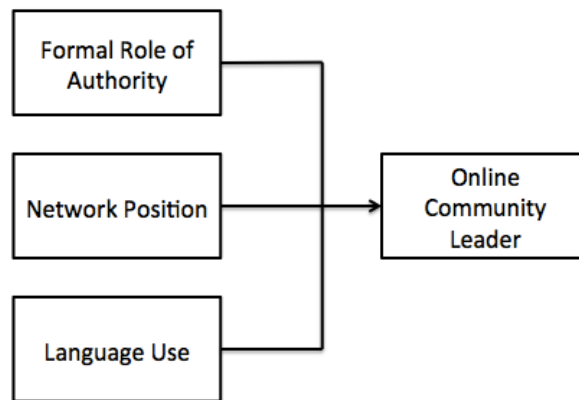 Formal Role of
Authority
Network Position
Online
Community
Leader
Language Use